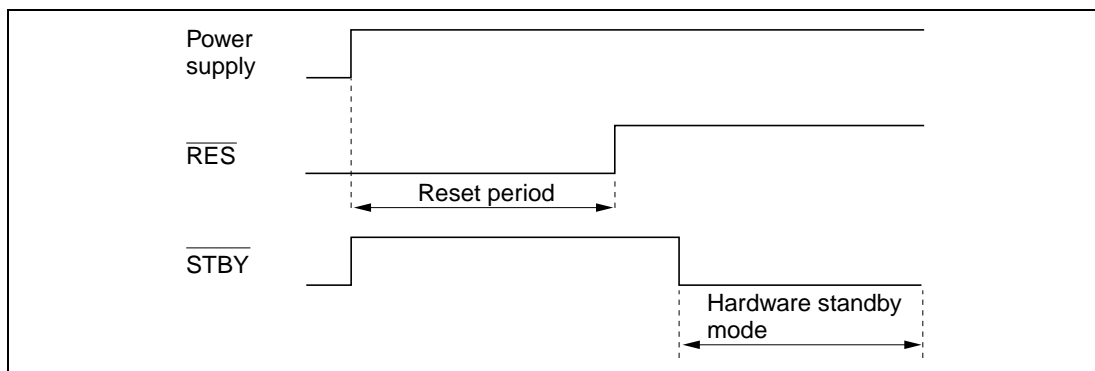 Power
supply
RES
Reset period
STBY
Hardware standby
mode